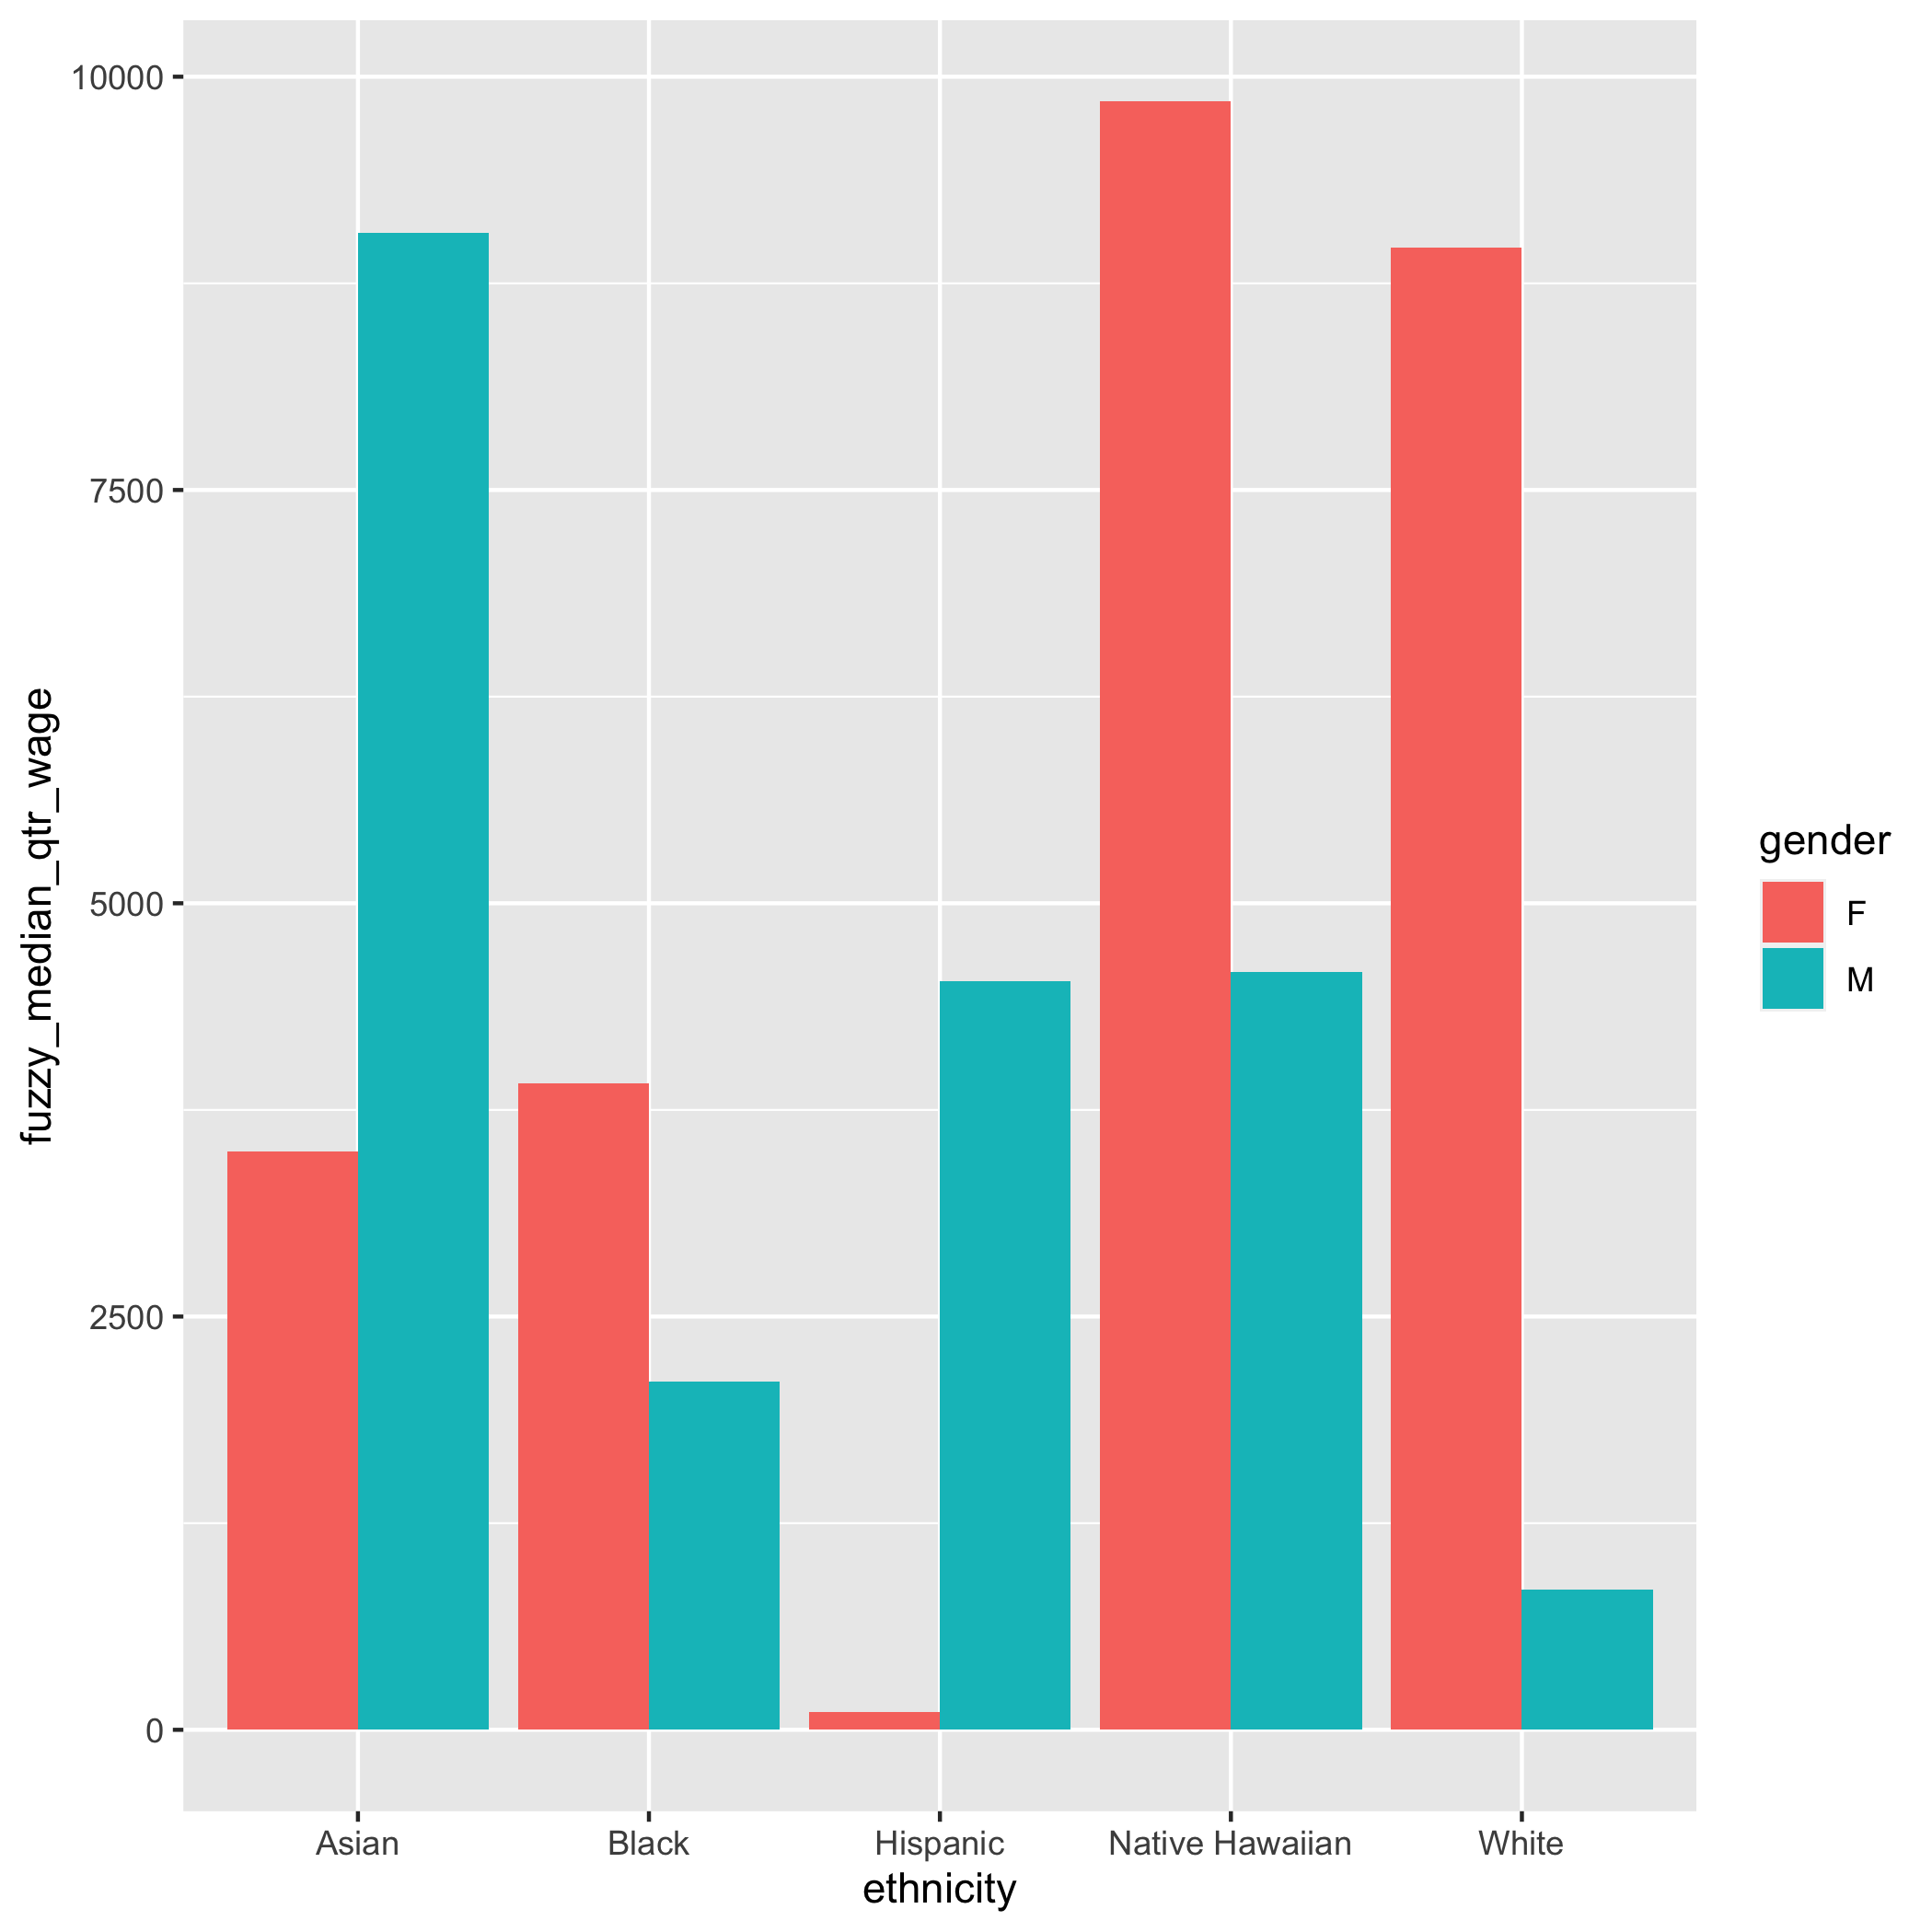 10000
7500
5000
2500
0
fuzzy_median_qtr_wage
Asian
Black
Hispanic
Native Hawaiian
White
ethnicity
gender
F
M